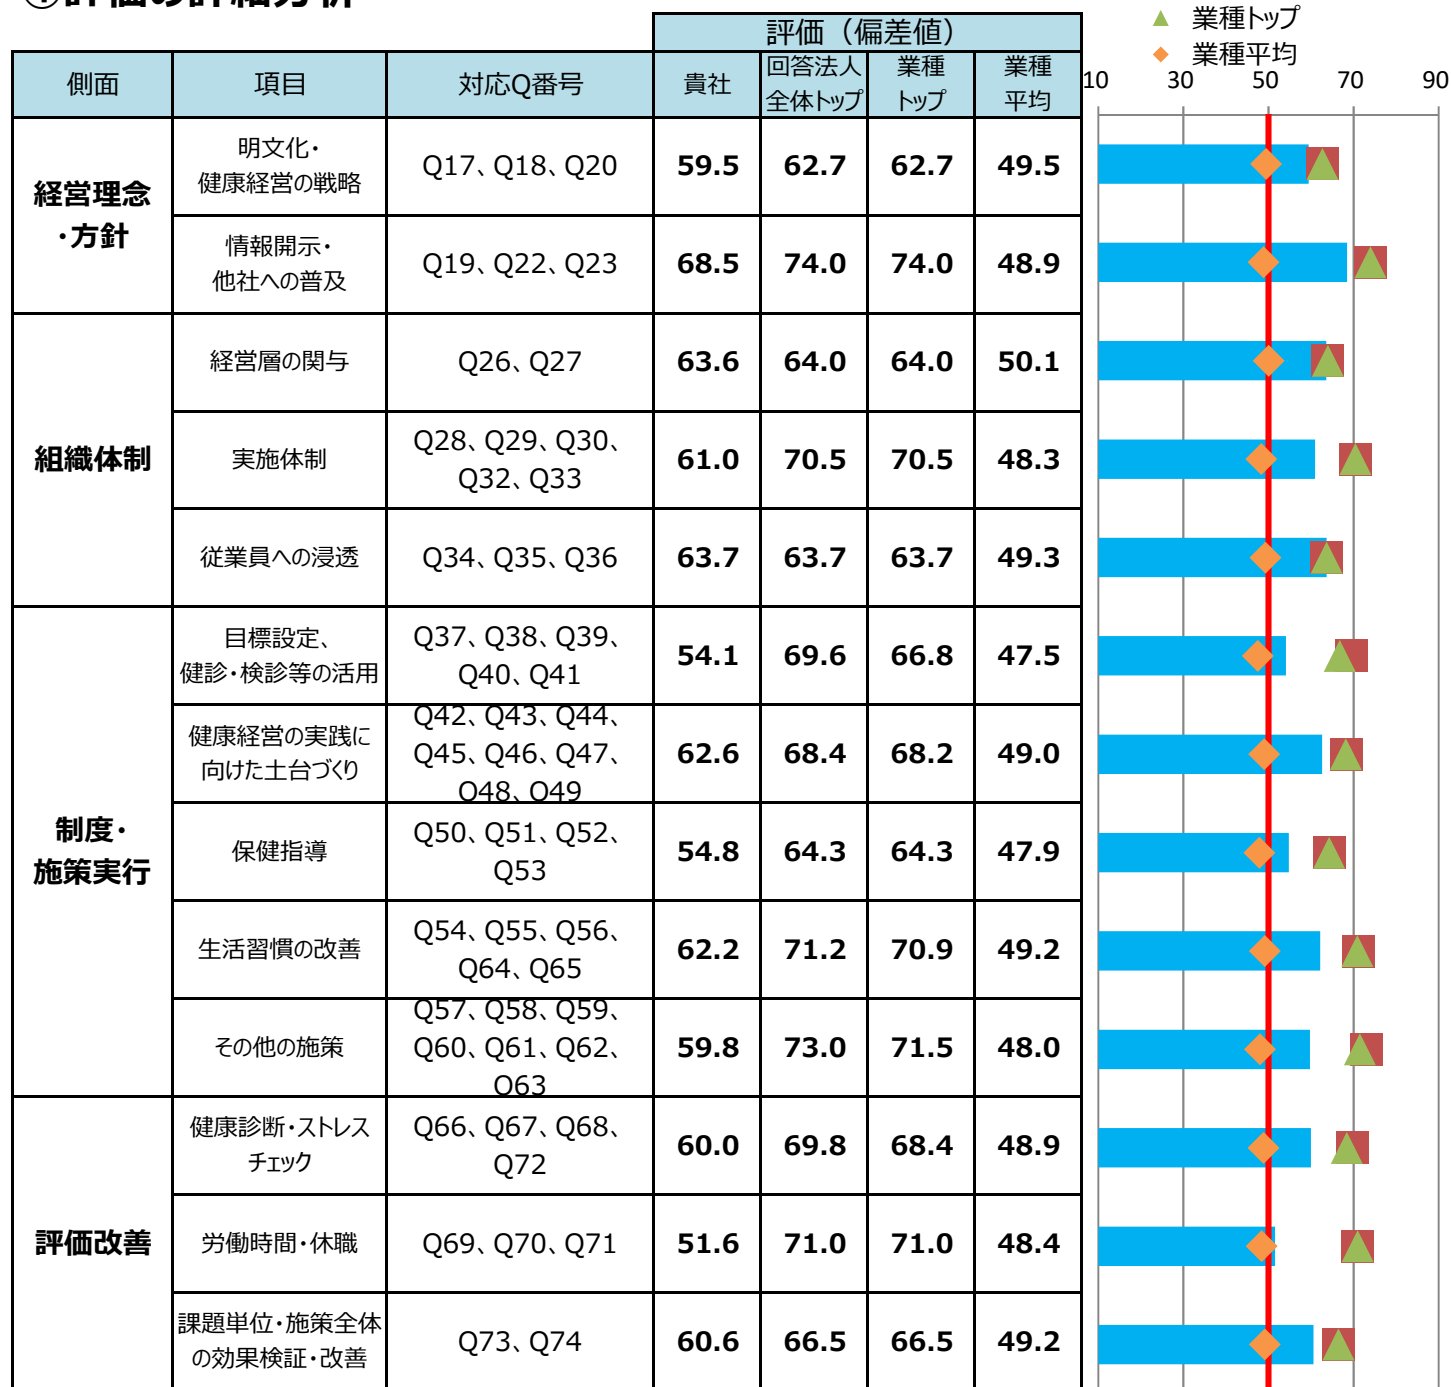 ④評価の詳細分析
▲ 業種トップ
◆ 業種平均
評価（偏差値）
側面 項目 対応Q番号 貴社 回答法人 業種 業種
全体トップ トップ 平均
10 30 50 70 90
経営理念
・方針
明文化・
健康経営の戦略
Q17、Q18、Q20
59.5 62.7 62.7 49.5
情報開示・
他社への普及
Q19、Q22、Q23
68.5 74.0 74.0 48.9
組織体制
経営層の関与
Q26、Q27
63.6 64.0 64.0 50.1
実施体制
Q28、Q29、Q30、
Q32、Q33
61.0 70.5 70.5 48.3
従業員への浸透
Q34、Q35、Q36
63.7 63.7 63.7 49.3
制度・
施策実行
目標設定、
健診・検診等の活用
Q37、Q38、Q39、
Q40、Q41
54.1 69.6 66.8 47.5
健康経営の実践に
向けた土台づくり
Q42、Q43、Q44、
Q45、Q46、Q47、
Q48、Q49
62.6 68.4 68.2 49.0
保健指導
Q50、Q51、Q52、
Q53
54.8 64.3 64.3 47.9
生活習慣の改善
Q54、Q55、Q56、
Q64、Q65
62.2 71.2 70.9 49.2
その他の施策
Q57、Q58、Q59、
Q60、Q61、Q62、
Q63
59.8 73.0 71.5 48.0
評価改善
健康診断・ストレス
チェック
Q66、Q67、Q68、
Q72
60.0 69.8 68.4 48.9
労働時間・休職
Q69、Q70、Q71
51.6 71.0 71.0 48.4
課題単位・施策全体
の効果検証・改善
Q73、Q74
60.6 66.5 66.5 49.2